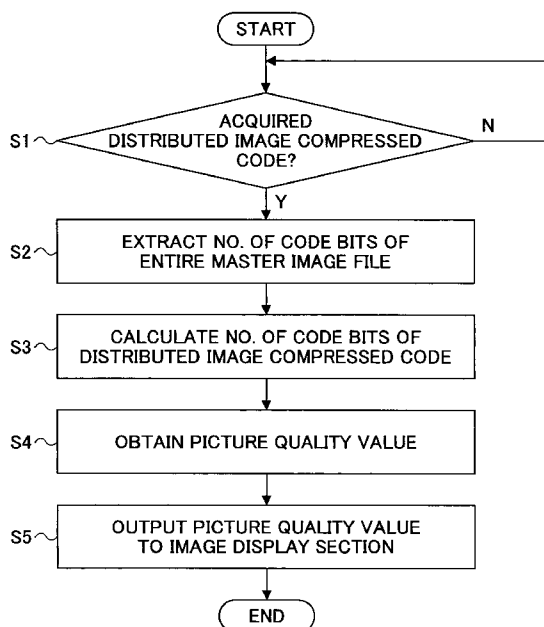 START
ACQUIRED
DISTRIBUTED IMAGE COMPRESSED
CODE?
S1
N
Y
S2
EXTRACT NO. OF CODE BITS OF
ENTIRE MASTER IMAGE FILE
S3
CALCULATE NO. OF CODE BITS OF
DISTRIBUTED IMAGE COMPRESSED CODE
S4
OBTAIN PICTURE QUALITY VALUE
S5
OUTPUT PICTURE QUALITY VALUE
TO IMAGE DISPLAY SECTION
END